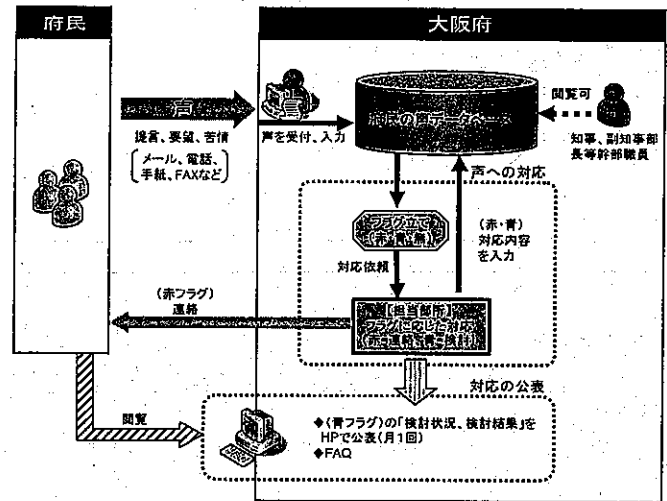 府民
大阪府
声
提言、要望、苦情
メール、電話、
手紙、FAXなど
声を受付、入力
府民の声データベース
閲覧可
知事、副知事部
長等幹部職員
声への対応
フラグ立て
(赤・青・無)
対応依頼
(赤・青)
対応内容
を入力
(赤フラグ)
連絡
【担当部所】
フラグに応じた対応
(赤=連絡、青=検討)
対応の公表
閲覧
◆(青フラグ)の「検討状況、検討結果」を
HPで公表(月1回)
◆FAQ